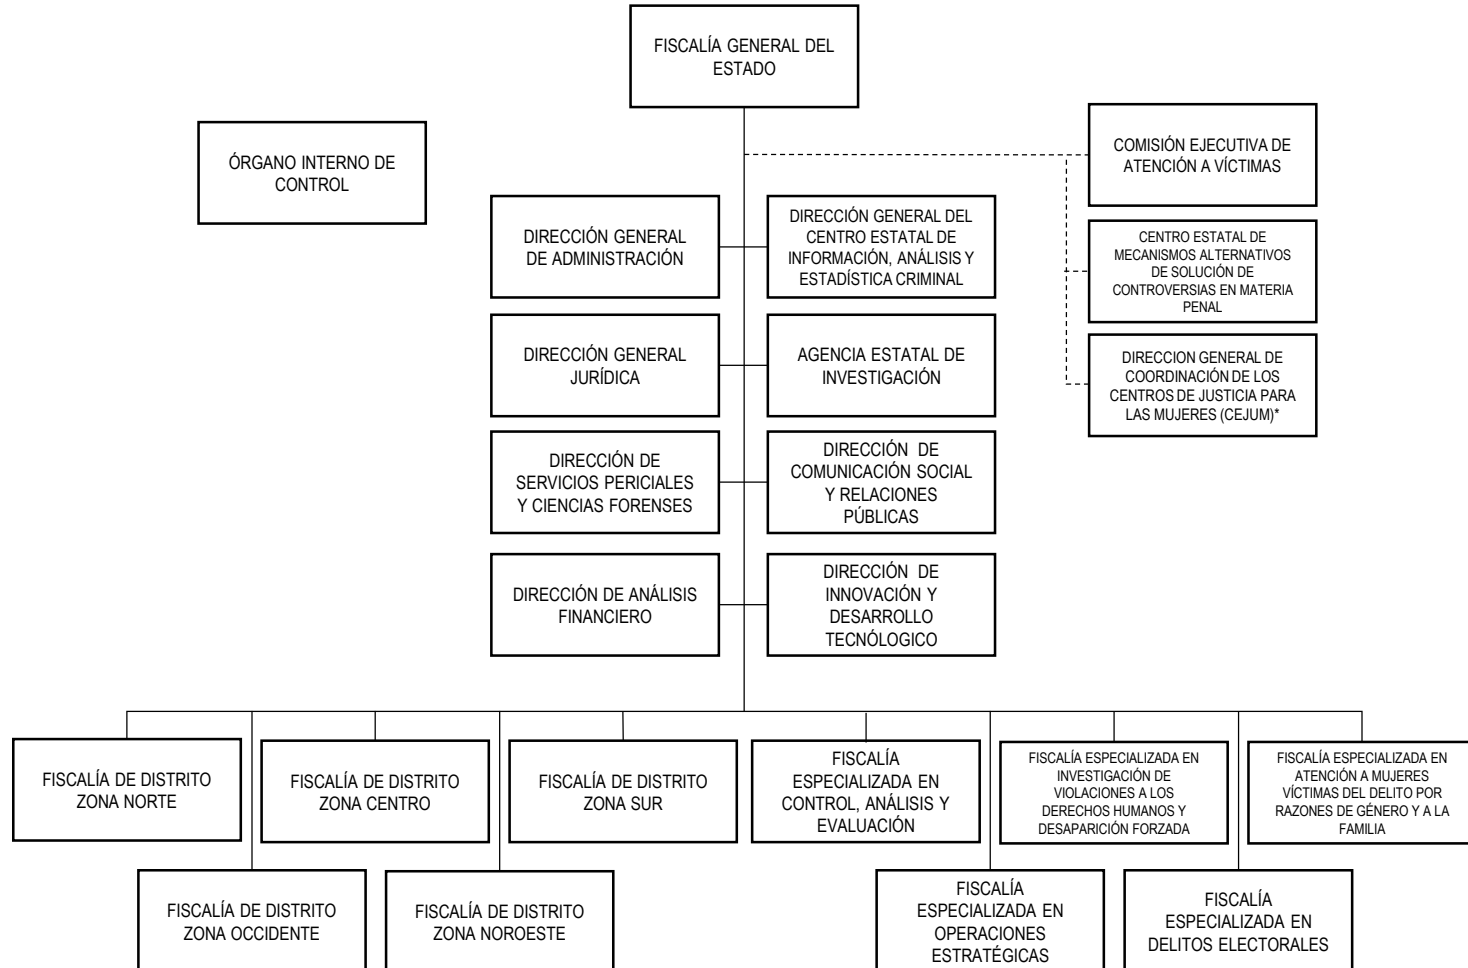 FISCALÍA GENERAL DEL
ESTADO
ÓRGANO INTERNO DE
CONTROL
COMISIÓN EJECUTIVA DE
ATENCIÓN A VÍCTIMAS
DIRECCIÓN GENERAL
DE ADMINISTRACIÓN
DIRECCIÓN GENERAL DEL
CENTRO ESTATAL DE
INFORMACIÓN, ANÁLISIS Y
ESTADÍSTICA CRIMINAL
CENTRO ESTATAL DE
MECANISMOS ALTERNATIVOS
DE SOLUCIÓN DE
CONTROVERSIAS EN MATERIA
PENAL
DIRECCIÓN GENERAL
JURÍDICA
AGENCIA ESTATAL DE
INVESTIGACIÓN
DIRECCION GENERAL DE
COORDINACIÓN DE LOS
CENTROS DE JUSTICIA PARA
LAS MUJERES (CEJUM)*
DIRECCIÓN DE
SERVICIOS PERICIALES
Y CIENCIAS FORENSES
DIRECCIÓN DE
COMUNICACIÓN SOCIAL
Y RELACIONES
PÚBLICAS
DIRECCIÓN DE ANÁLISIS
FINANCIERO
DIRECCIÓN DE
INNOVACIÓN Y
DESARROLLO
TECNÓLOGICO
FISCALÍA DE DISTRITO
ZONA NORTE
FISCALÍA DE DISTRITO
ZONA CENTRO
FISCALÍA DE DISTRITO
ZONA SUR
FISCALÍA
ESPECIALIZADA EN
CONTROL, ANÁLISIS Y
EVALUACIÓN
FISCALÍA ESPECIALIZADA EN
INVESTIGACIÓN DE
VIOLACIONES A LOS
DERECHOS HUMANOS Y
DESAPARICIÓN FORZADA
FISCALÍA ESPECIALIZADA EN
ATENCIÓN A MUJERES
VÍCTIMAS DEL DELITO POR
RAZONES DE GÉNERO Y A LA
FAMILIA
FISCALÍA DE DISTRITO
ZONA OCCIDENTE
FISCALÍA DE DISTRITO
ZONA NOROESTE
FISCALÍA
ESPECIALIZADA EN
OPERACIONES
ESTRATÉGICAS
FISCALÍA
ESPECIALIZADA EN
DELITOS ELECTORALES